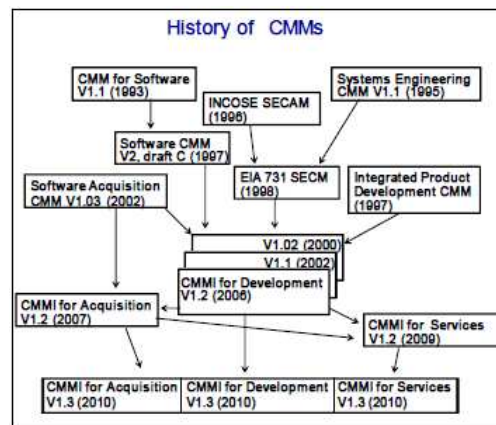 History of CMMs
CMM for Software
V1.1 (1993)
Systems Engineering
CMM V1.1 (1995)
INCOSE SECAM
(1996)
Software CMM
V2, draft C (1997)
EIA 731 SECM
(1998)
Software Acquisition
CMM V1.03 (2002)
Integrated Product
Development CMM
(1997)
V1.02 (2000)
V1.1 (2002)
CMMI for Development
V1.2 (2006)
CMMI for Acquisition
V1.2 (2007)
CMMI for Services
V1.2 (2009)
CMMI for Acquisition
V1.3 (2010)
CMMI for Development
V1.3 (2010)
CMMI for Services
V1.3 (2010)